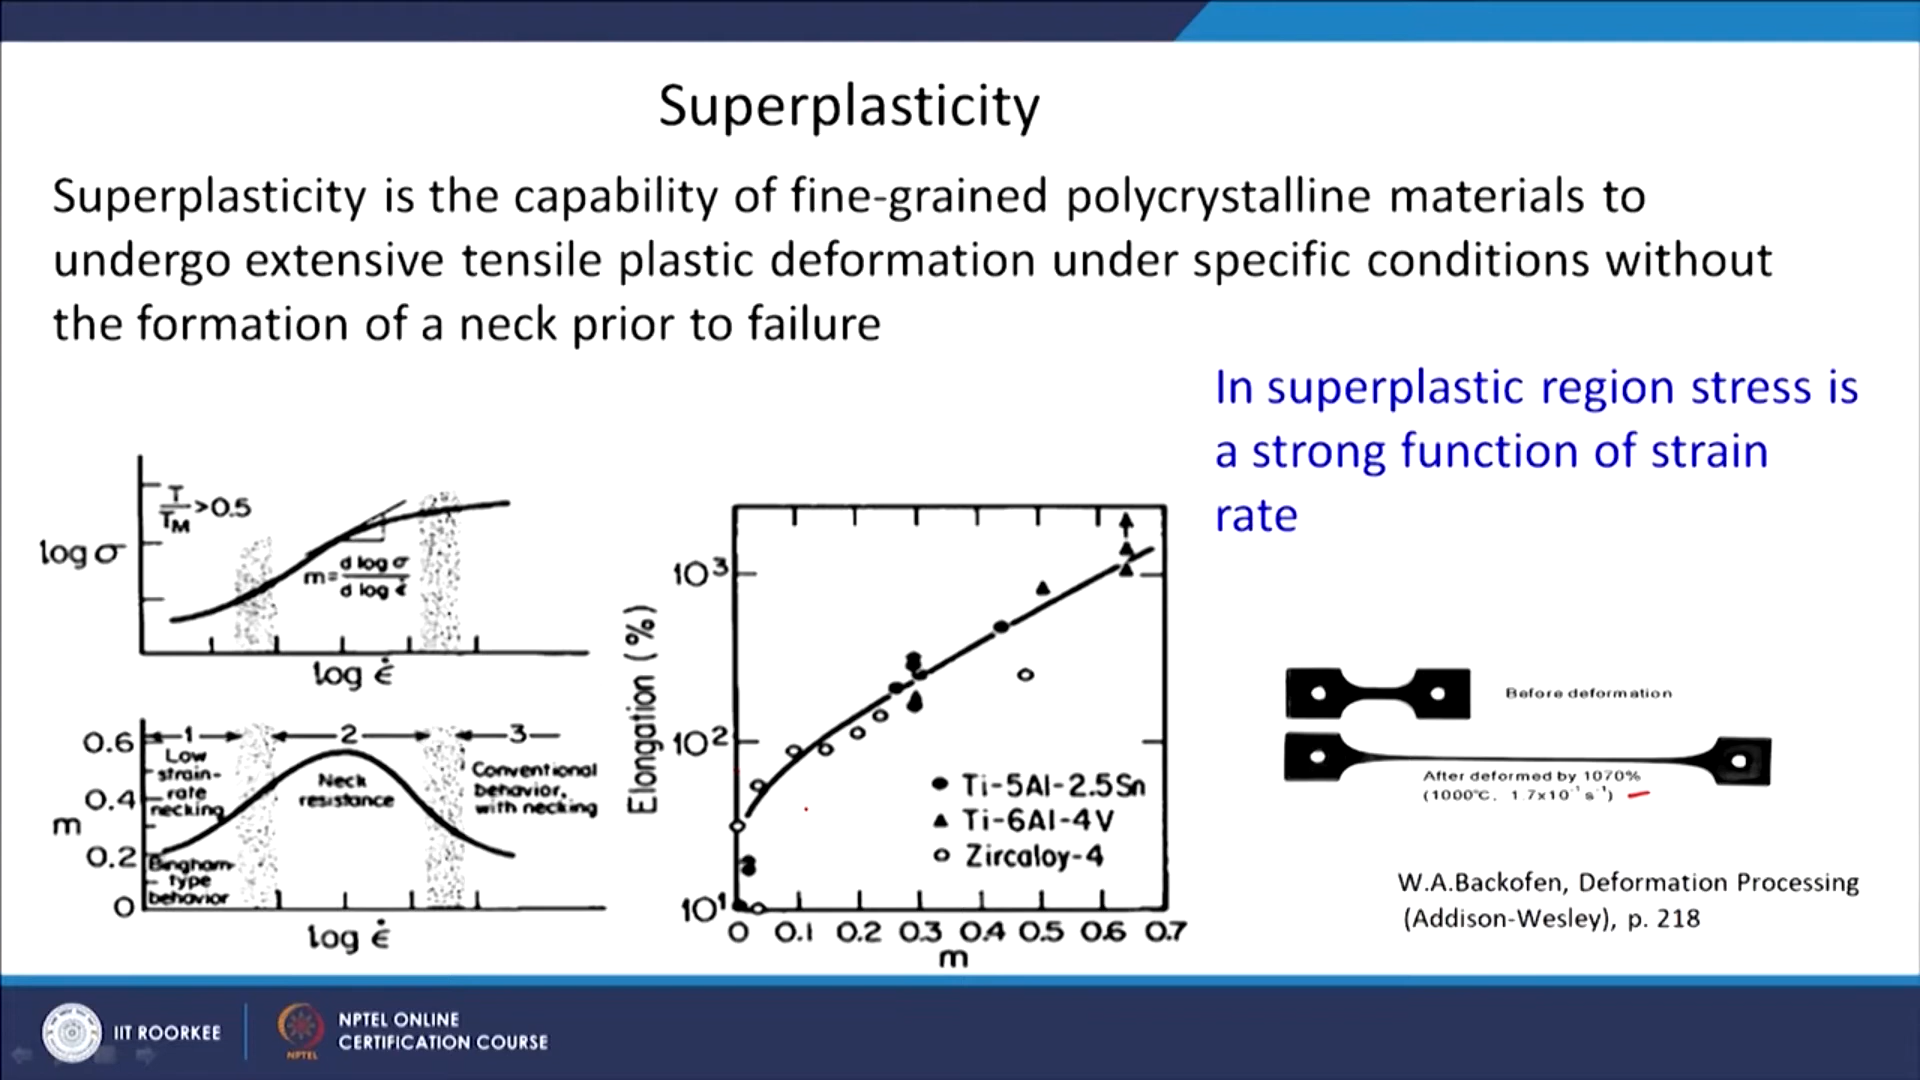 Superplasticity
Superplasticity is the capability of fine-grained polycrystalline materials to
undergo extensive tensile plastic deformation under specific conditions without
the formation of a neck prior to failure
In superplastic region stress is
a strong function of strain
rate
T/TM >0.5
log σ
m= d log σ / d log ε̇
log ε̇
0.6
0.4
m
0.2
0
1
2
3
Low
strain-
rate
necking
Bingham-
type
behavior
Neck
resistance
Conventional
behavior,
with necking
log ε̇
Elongation (%)
10³
10²
10¹
Ti-5Al-2.5Sn
Ti-6Al-4V
Zircaloy-4
0 0.1 0.2 0.3 0.4 0.5 0.6 0.7
m
Before deformation
After deformed by 1070%
(1000°C, 1.7x10⁻¹ s⁻¹)
W.A.Backofen, Deformation Processing
(Addison-Wesley), p. 218
IIT ROORKEE
NPTEL
NPTEL ONLINE
CERTIFICATION COURSE